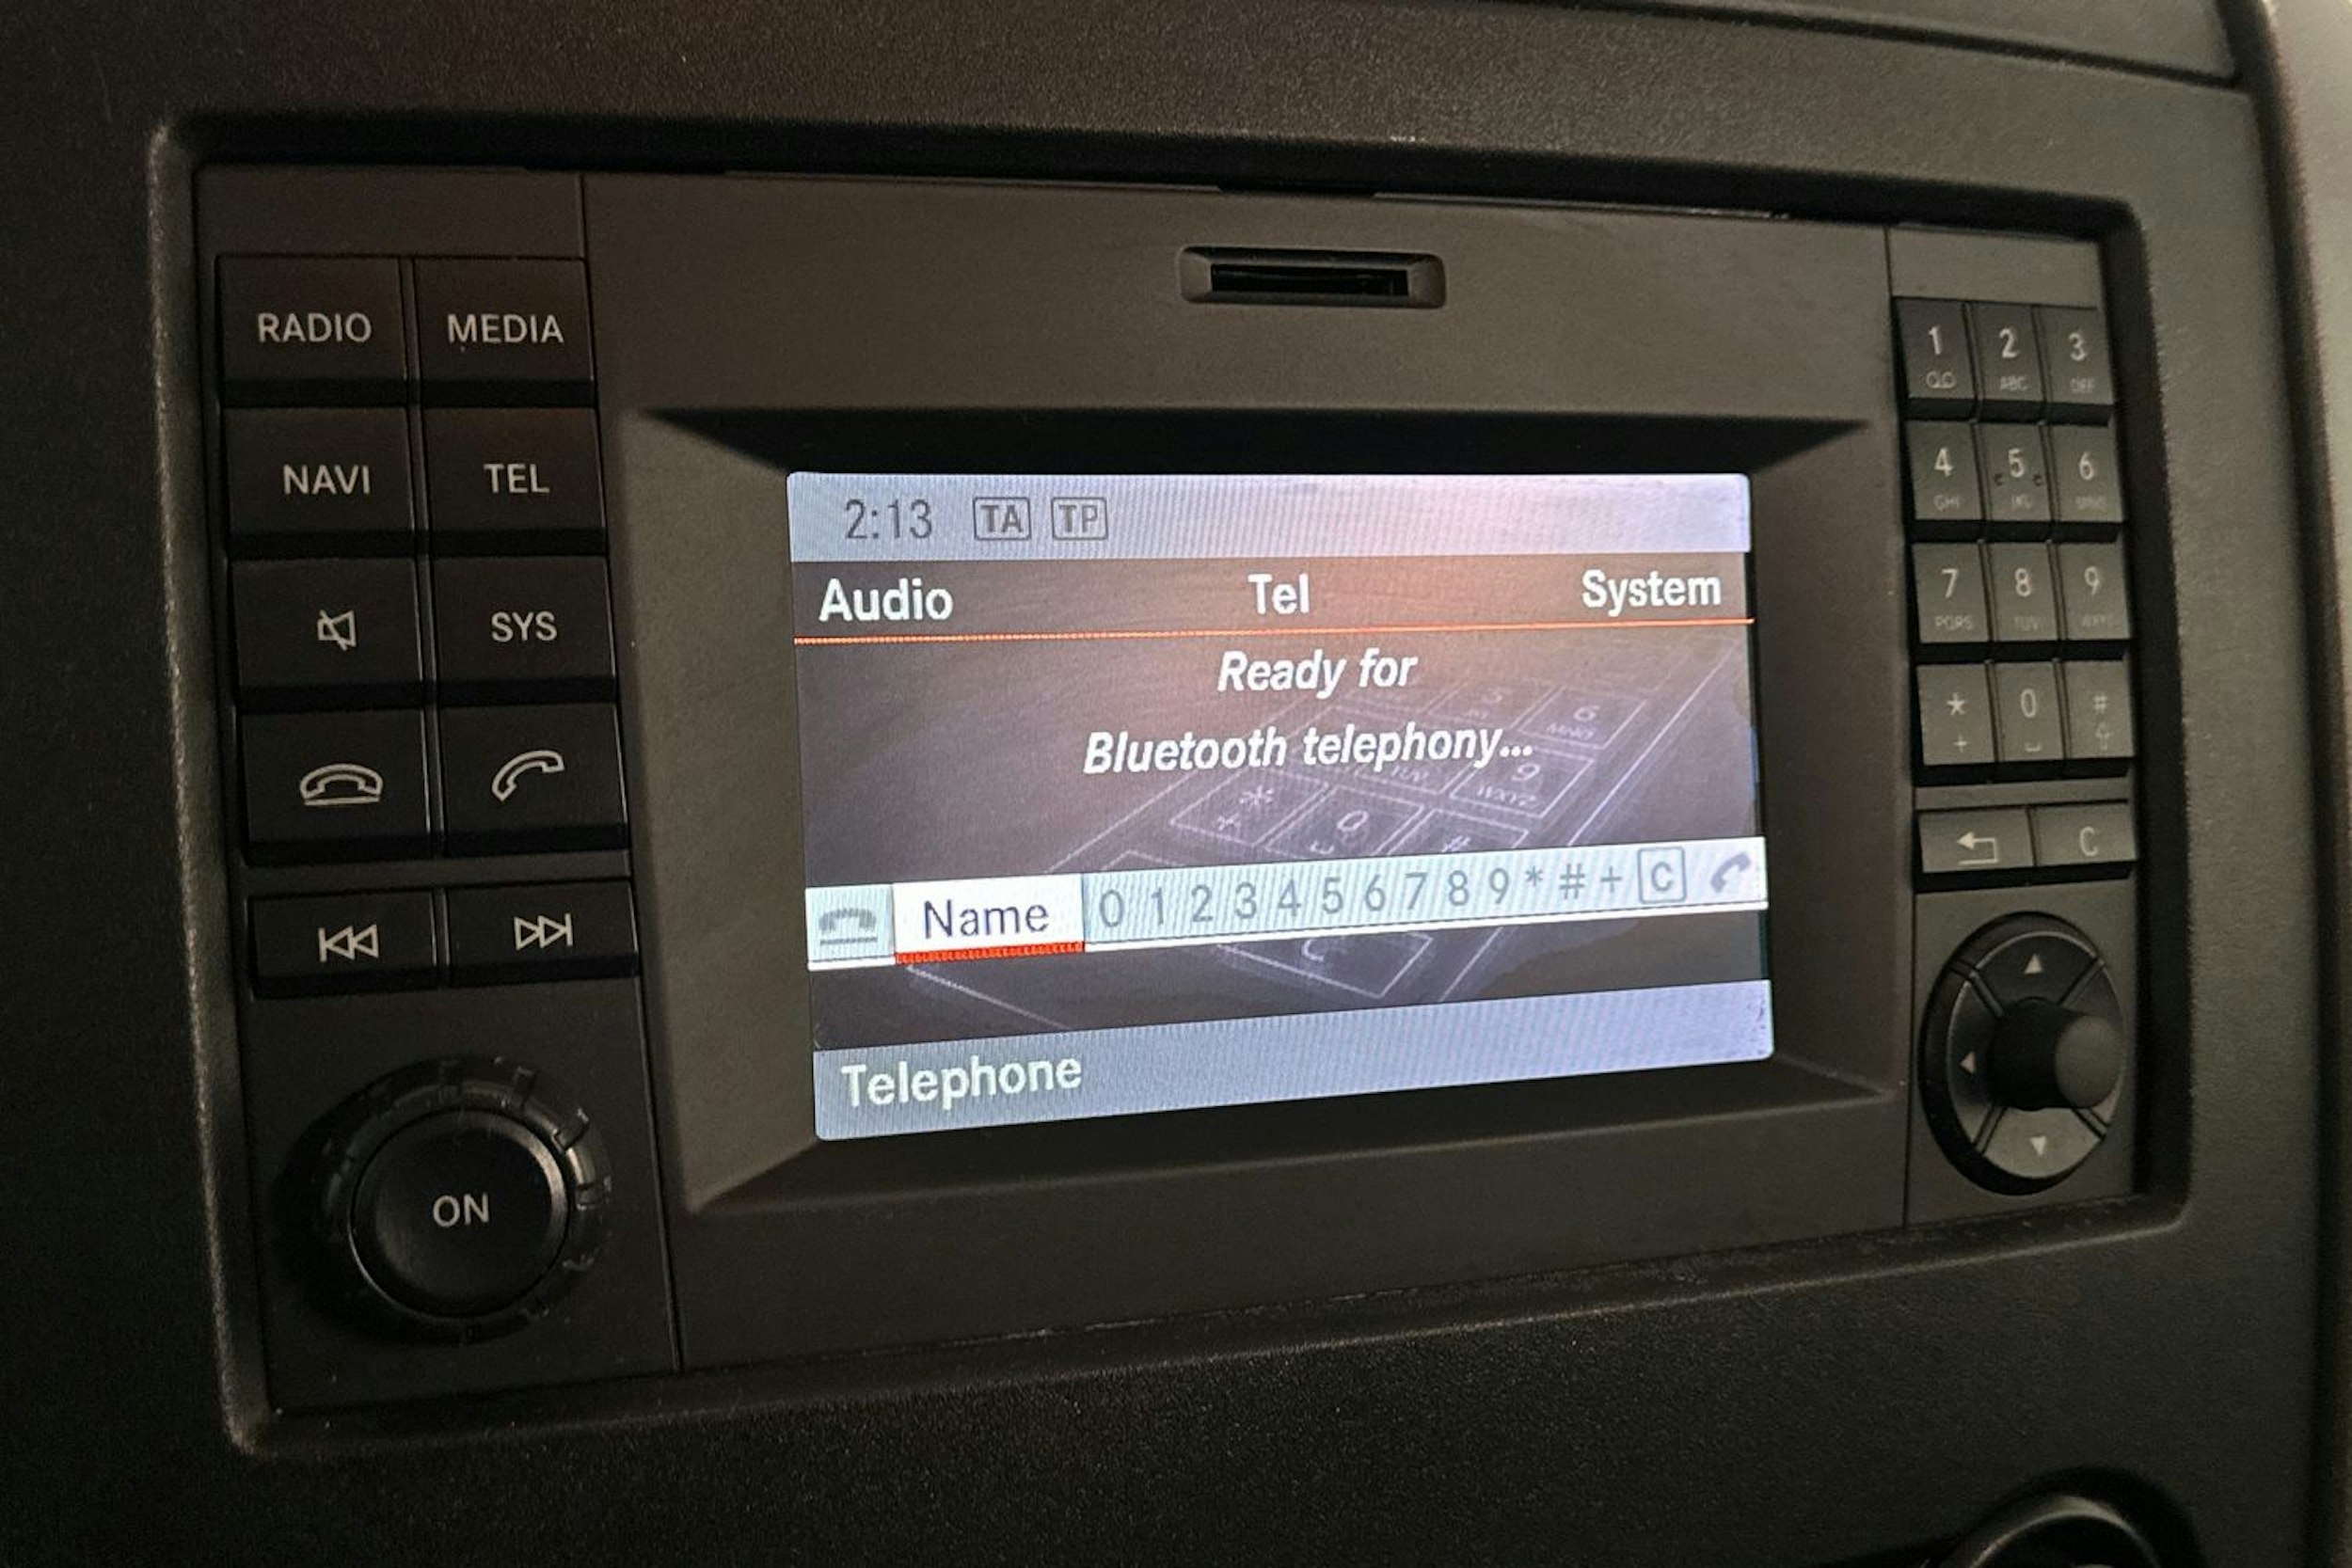 RADIO MEDIA
NAVI TEL
SYS
ON
2:13 TA TP
Audio Tel System
Ready for
Bluetooth telephony...
Name 0 1 2 3 4 5 6 7 8 9 * # + C
Telephone
1 2 3
ABC DEF
4 5 6
GHI JKL MNO
7 8 9
PQRS TUV WXYZ
* 0 #
+
C